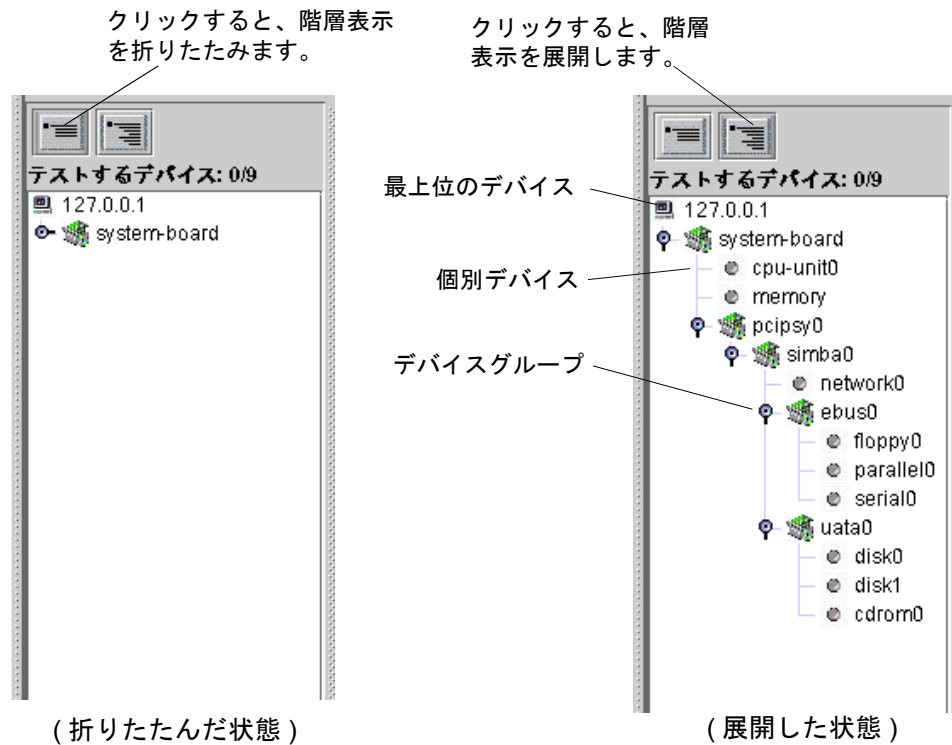 クリックすると、階層表示
を折りたたみます。
クリックすると、階層
表示を展開します。
テストするデバイス: 0/9
127.0.0.1
system-board
(折りたたんだ状態)
最上位のデバイス
個別デバイス
デバイスグループ
テストするデバイス: 0/9
127.0.0.1
system-board
cpu-unit0
memory
pcipsy0
simba0
network0
ebus0
floppy0
parallel0
serial0
uata0
disk0
disk1
cdrom0
(展開した状態)